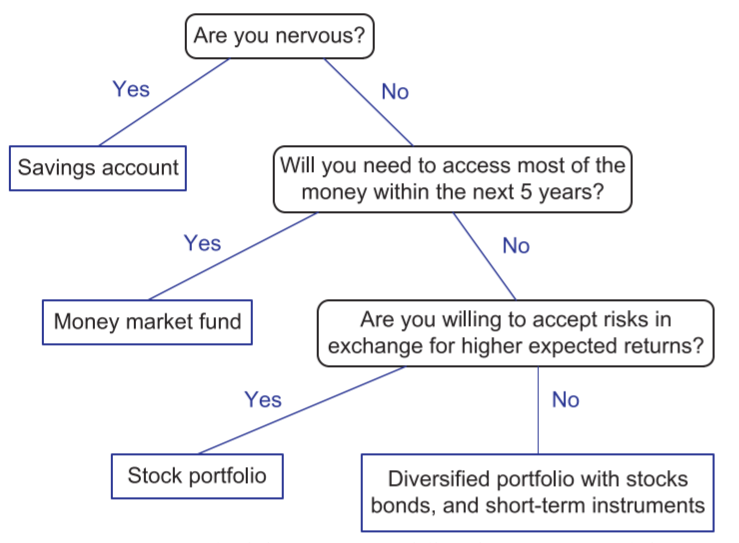 Are you nervous?
Yes
No
Savings account
Will you need to access most of the
money within the next 5 years?
Yes
No
Money market fund
Are you willing to accept risks in
exchange for higher expected returns?
Yes
No
Stock portfolio
Diversified portfolio with stocks
bonds, and short-term instruments